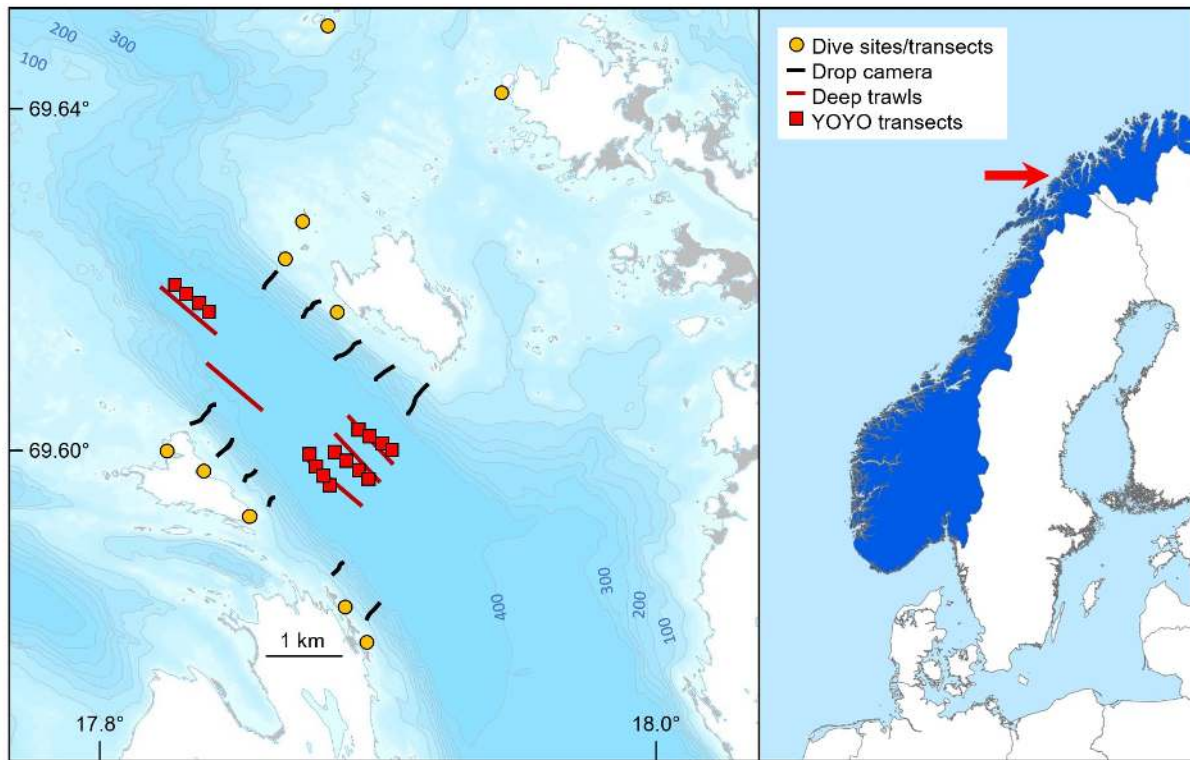 200
300
100
69.64°
69.60°
400
300
200
100
1 km
17.8°
18.0°
Dive sites/transects
Drop camera
Deep trawls
YOYO transects